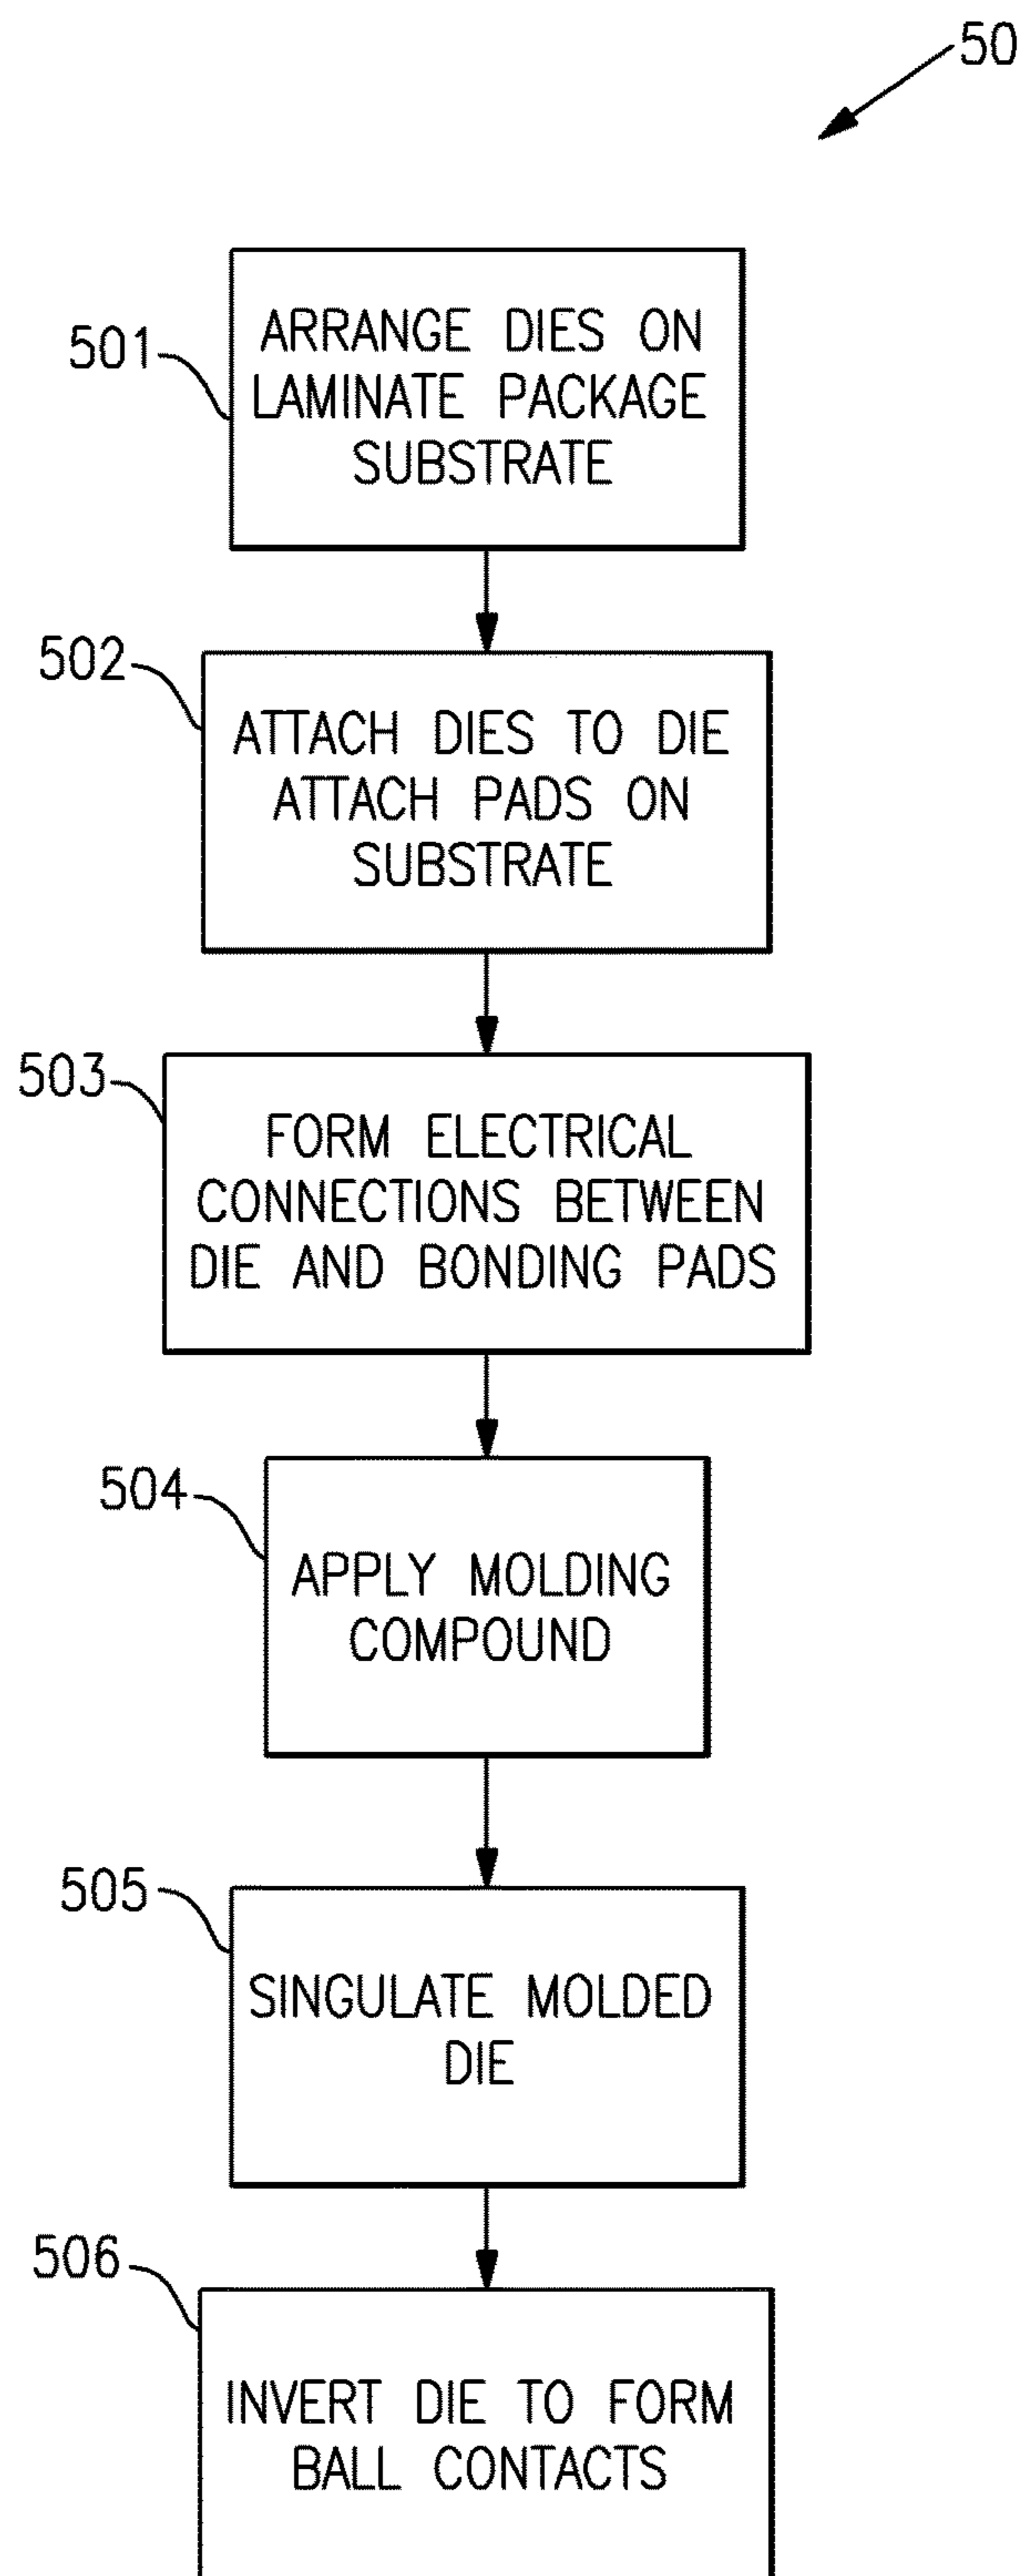 50
501
ARRANGE DIES ON
LAMINATE PACKAGE
SUBSTRATE
502
ATTACH DIES TO DIE
ATTACH PADS ON
SUBSTRATE
503
FORM ELECTRICAL
CONNECTIONS BETWEEN
DIE AND BONDING PADS
504
APPLY MOLDING
COMPOUND
505
SINGULATE MOLDED
DIE
506
INVERT DIE TO FORM
BALL CONTACTS